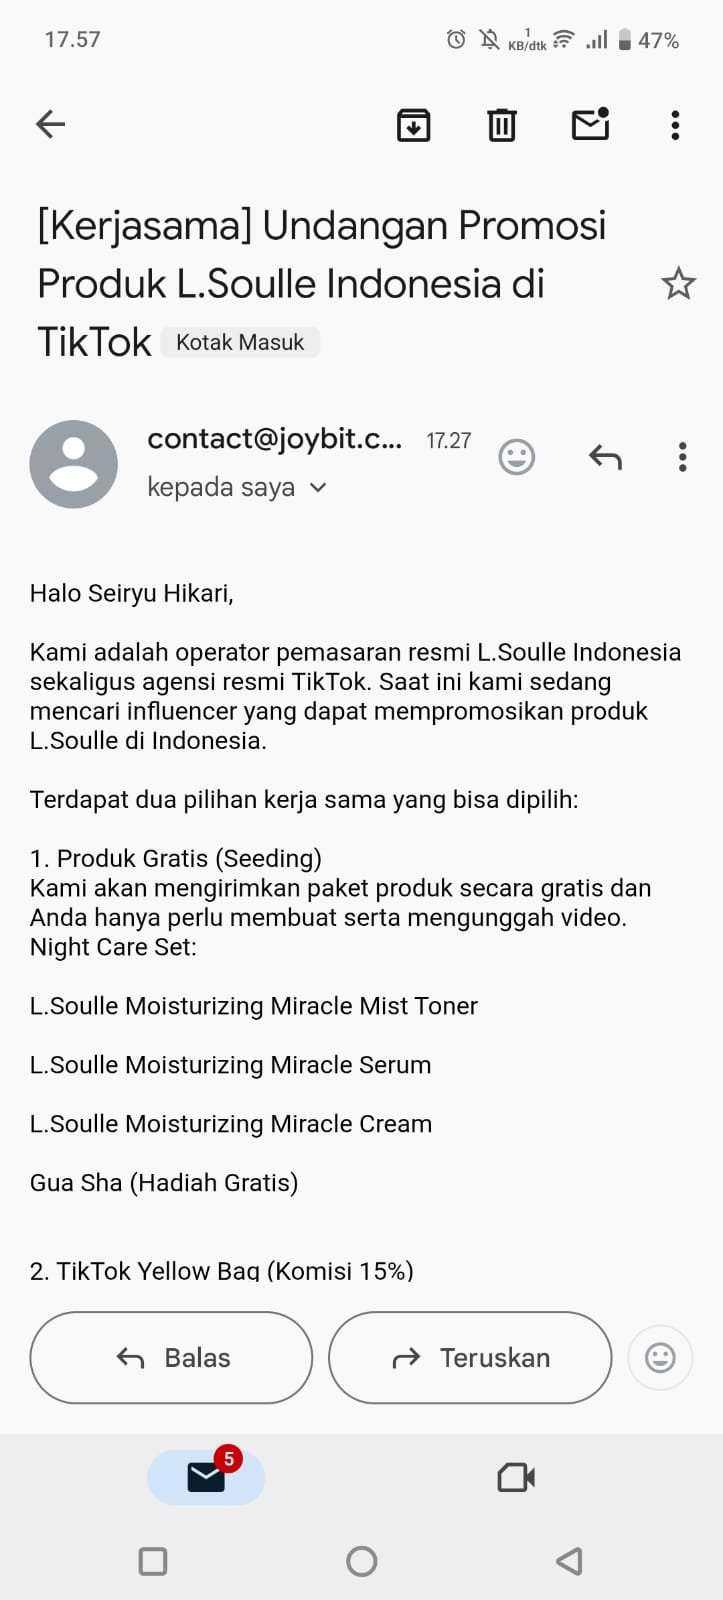 17.57
1
KB/dtk
47%
[Kerjasama] Undangan Promosi
Produk L.Soulle Indonesia di
TikTok Kotak Masuk
contact@joybit.c... 17.27
kepada saya
Halo Seiryu Hikari,
Kami adalah operator pemasaran resmi L.Soulle Indonesia
sekaligus agensi resmi TikTok. Saat ini kami sedang
mencari influencer yang dapat mempromosikan produk
L.Soulle di Indonesia.
Terdapat dua pilihan kerja sama yang bisa dipilih:
1. Produk Gratis (Seeding)
Kami akan mengirimkan paket produk secara gratis dan
Anda hanya perlu membuat serta mengunggah video.
Night Care Set:
L.Soulle Moisturizing Miracle Mist Toner
L.Soulle Moisturizing Miracle Serum
L.Soulle Moisturizing Miracle Cream
Gua Sha (Hadiah Gratis)
2. TikTok Yellow Bag (Komisi 15%)
Balas
Teruskan
5